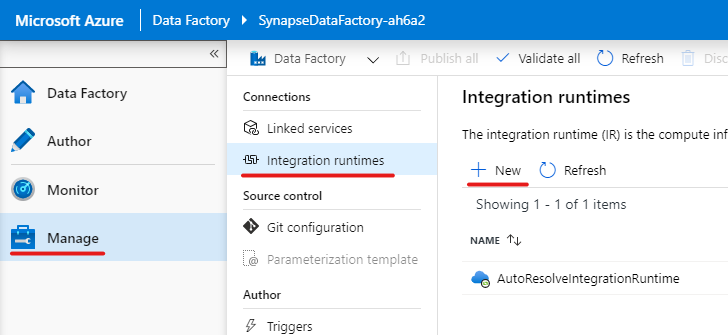 Microsoft Azure Data Factory SynapseDataFactory-ah6a2
«
Data Factory
Author
Monitor
Manage
Data Factory Publish all Validate all Refresh Disc
Connections
Linked services
Integration runtimes
Source control
Git configuration
Parameterization template
Author
Triggers
Integration runtimes
The integration runtime (IR) is the compute inf
New Refresh
Showing 1 - 1 of 1 items
NAME
AutoResolveIntegrationRuntime